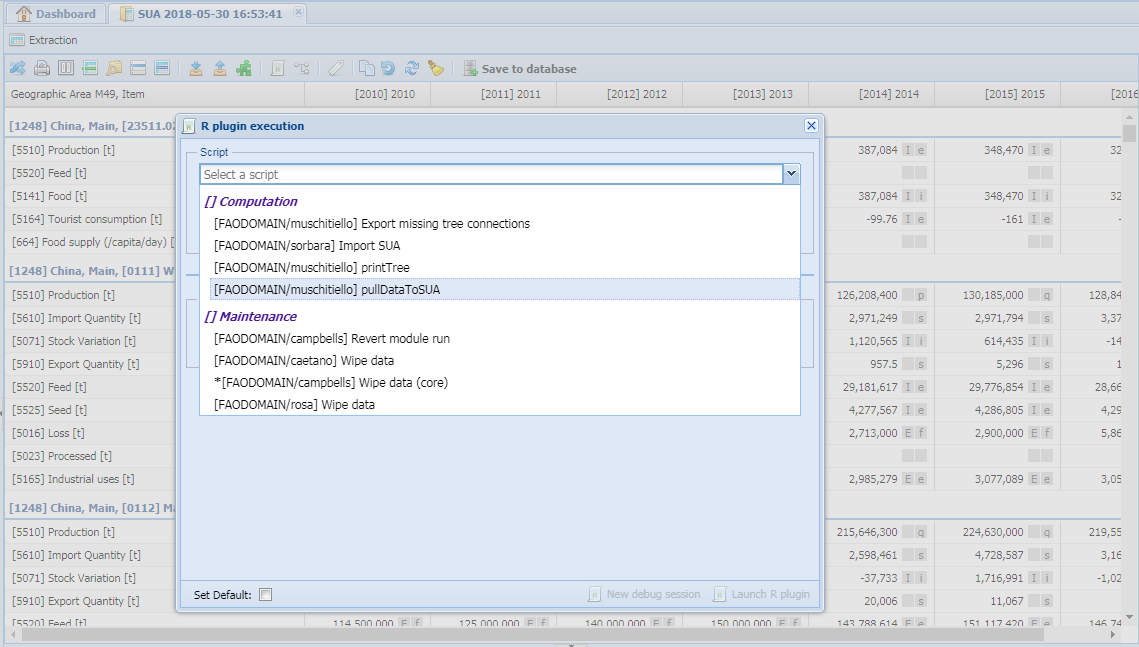 Dashboard SUA 2018-05-30 16:53:41
Extraction
Save to database
Geographic Area M49, Item [2010] 2010 [2011] 2011 [2012] 2012 [2013] 2013 [2014] 2014 [2015] 2015 [2016
[1248] China, Main, [23511.02
R plugin execution
Script
Select a script
[] Computation
[FAODOMAIN/muschitiello] Export missing tree connections
[FAODOMAIN/sorbara] Import SUA
[FAODOMAIN/muschitiello] printTree
[FAODOMAIN/muschitiello] pullDataToSUA
[] Maintenance
[FAODOMAIN/campbells] Revert module run
[FAODOMAIN/caetano] Wipe data
*[FAODOMAIN/campbells] Wipe data (core)
[FAODOMAIN/rosa] Wipe data
Set Default: New debug session Launch R plugin
[5510] Production [t] 387,084 I e 348,470 I e 32
[5520] Feed [t]
[5141] Food [t] 387,084 I i 348,470 I i 32
[5164] Tourist consumption [t] -99.76 I e -161 I e
[664] Food supply (/capita/day) [
[1248] China, Main, [0111] W
[5510] Production [t] 126,208,400 p 130,185,000 q 128,84
[5610] Import Quantity [t] 2,971,249 s 2,971,794 s 3,37
[5071] Stock Variation [t] 1,120,565 I i 614,435 I i -14
[5910] Export Quantity [t] 957.5 s 5,296 s 1
[5520] Feed [t] 29,181,617 I e 29,776,854 I e 28,66
[5525] Seed [t] 4,277,567 I e 4,286,805 I e 4,29
[5016] Loss [t] 2,713,000 E f 2,900,000 E f 5,86
[5023] Processed [t]
[5165] Industrial uses [t] 2,985,279 E e 3,077,089 E e 3,05
[1248] China, Main, [0112] Ma
[5510] Production [t] 215,646,300 q 224,630,000 q 219,55
[5610] Import Quantity [t] 2,598,461 s 4,728,587 s 3,16
[5071] Stock Variation [t] -37,733 I i 1,716,991 I i -1,02
[5910] Export Quantity [t] 20,006 s 11,067 s
[5520] Feed [t] 114,500,000 E f 125,000,000 E f 140,000,000 E f 150,000,000 E f 143,788,614 E e 151,117,420 E e 146,74